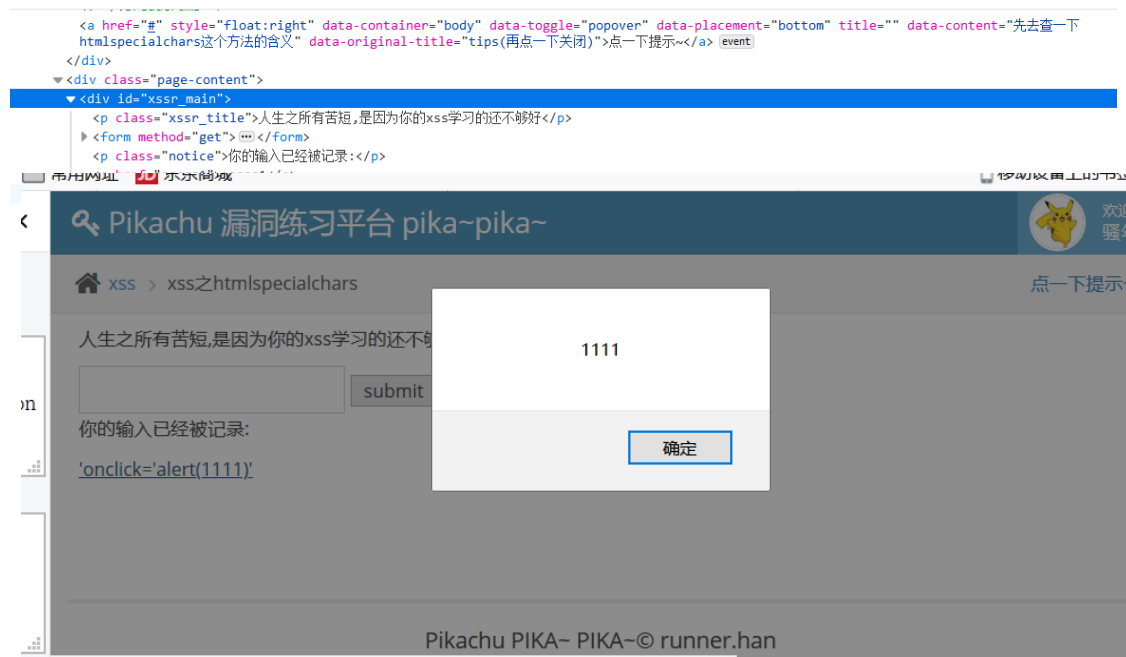 <a href="#" style="float:right" data-container="body" data-toggle="popover" data-placement="bottom" title="" data-content="先去查一下
htmlspecialchars这个方法的含义" data-original-title="tips(再点一下关闭)">点一下提示~</a> event
</div>
<div class="page-content">
<div id="xssr_main">
<p class="xssr_title">人生之所有苦短,是因为你的xss学习的还不够好</p>
<form method="get"> </form>
<p class="notice">你的输入已经被记录:</p>
常用网址 JD 京东商城 移动设备上的书签
Pikachu 漏洞练习平台 pika~pika~
欢迎
骚年
xss > xss之htmlspecialchars
点一下提示~
人生之所有苦短,是因为你的xss学习的还不够
1111
submit
on
你的输入已经被记录:
确定
'onclick='alert(1111)'
Pikachu PIKA~ PIKA~© runner.han